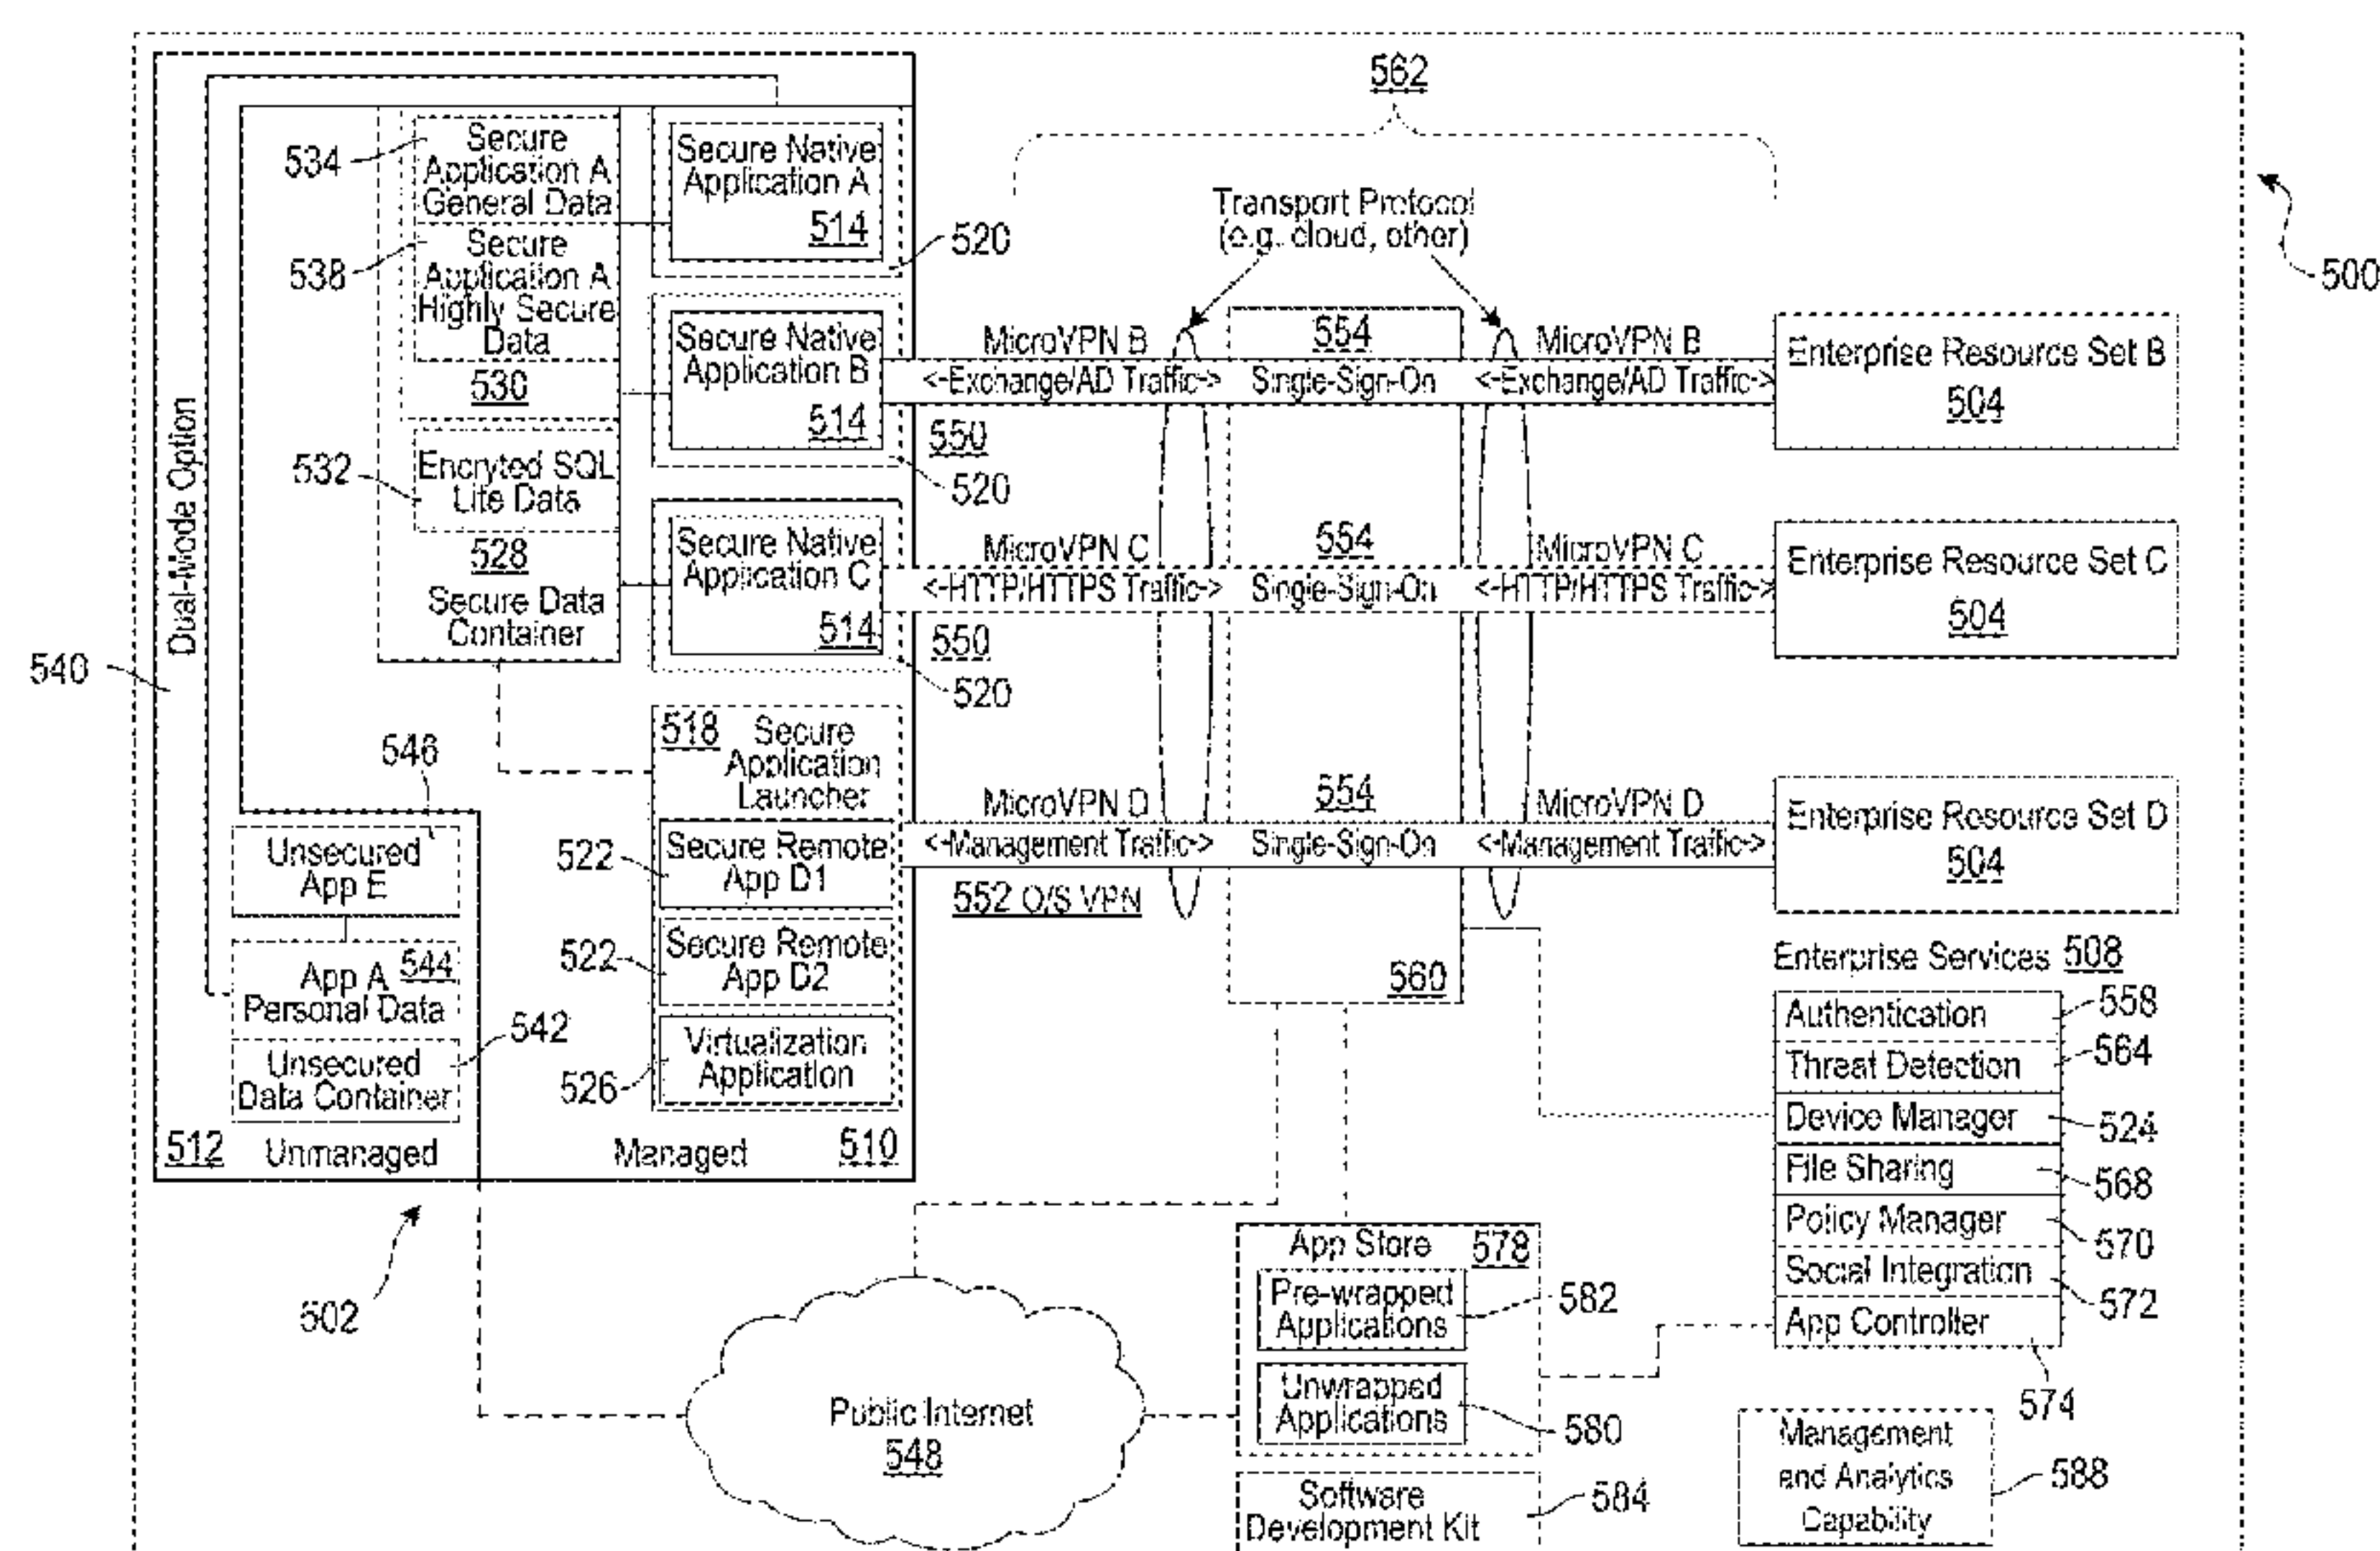 562
534
Secure
Application A
General Data
Secure Native
Application A
514
520
Transport Protocol
(e.g. cloud, other)
500
538
Secure
Application A
Highly Secure
Data
530
Secure Native
Application B
514
550
520
MicroVPN B
<-Exchange/AD Traffic->
554
Single-Sign-On
MicroVPN B
<-Exchange/AD Traffic->
Enterprise Resource Set B
504
Dual-Mode Option
532
Encryted SQL
Lite Data
528
Secure Data
Container
Secure Native
Application C
514
550
520
MicroVPN C
<-HTTP/HTTPS Traffic->
554
Single-Sign-On
MicroVPN C
<-HTTP/HTTPS Traffic->
Enterprise Resource Set C
504
540
546
518
Secure
Application
Launcher
MicroVPN D
<-Management Traffic->
554
Single-Sign-On
MicroVPN D
<-Management Traffic->
Enterprise Resource Set D
504
Unsecured
App E
522
Secure Remote
App D1
552 O/S VPN
App A
544
Personal Data
522
Secure Remote
App D2
560
542
Unsecured
Data Container
526
Virtualization
Application
512
Unmanaged
Managed
510
Enterprise Services 508
Authentication
558
Threat Detection
564
Device Manager
524
File Sharing
568
Policy Manager
570
Social Integration
572
App Controller
574
502
Public Internet
548
App Store
578
Pre-wrapped
Applications
582
Unwrapped
Applications
580
Software
Development Kit
584
Management
and Analytics
Capability
588